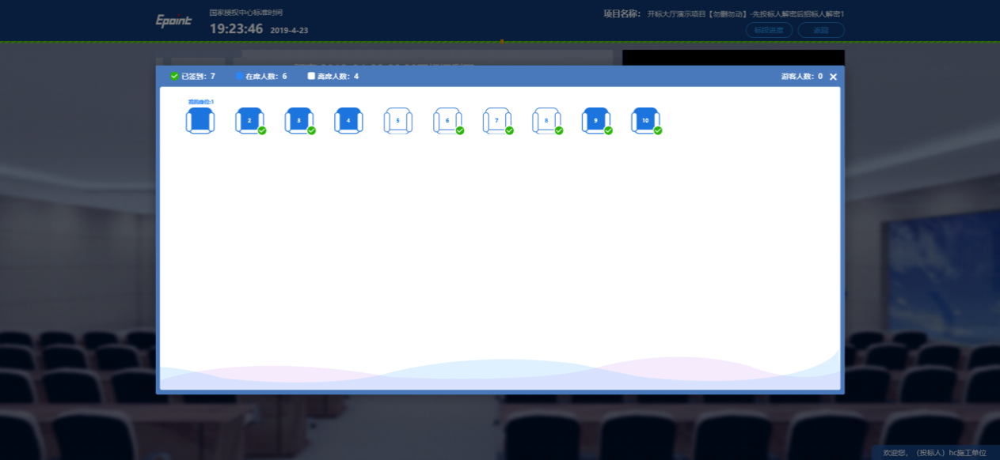 Epoint
国家授权中心标准时间
19:23:46 2019-4-23
项目名称: 开标大厅演示项目【勿删勿动】-先投标人解密后招标人解密1
标段进度 返回
已签到: 7 在席人数: 6 离席人数: 4 游客人数: 0
我的座位:1
2 3 4 5 6 7 8 9 10
欢迎您, (投标人) hc施工单位